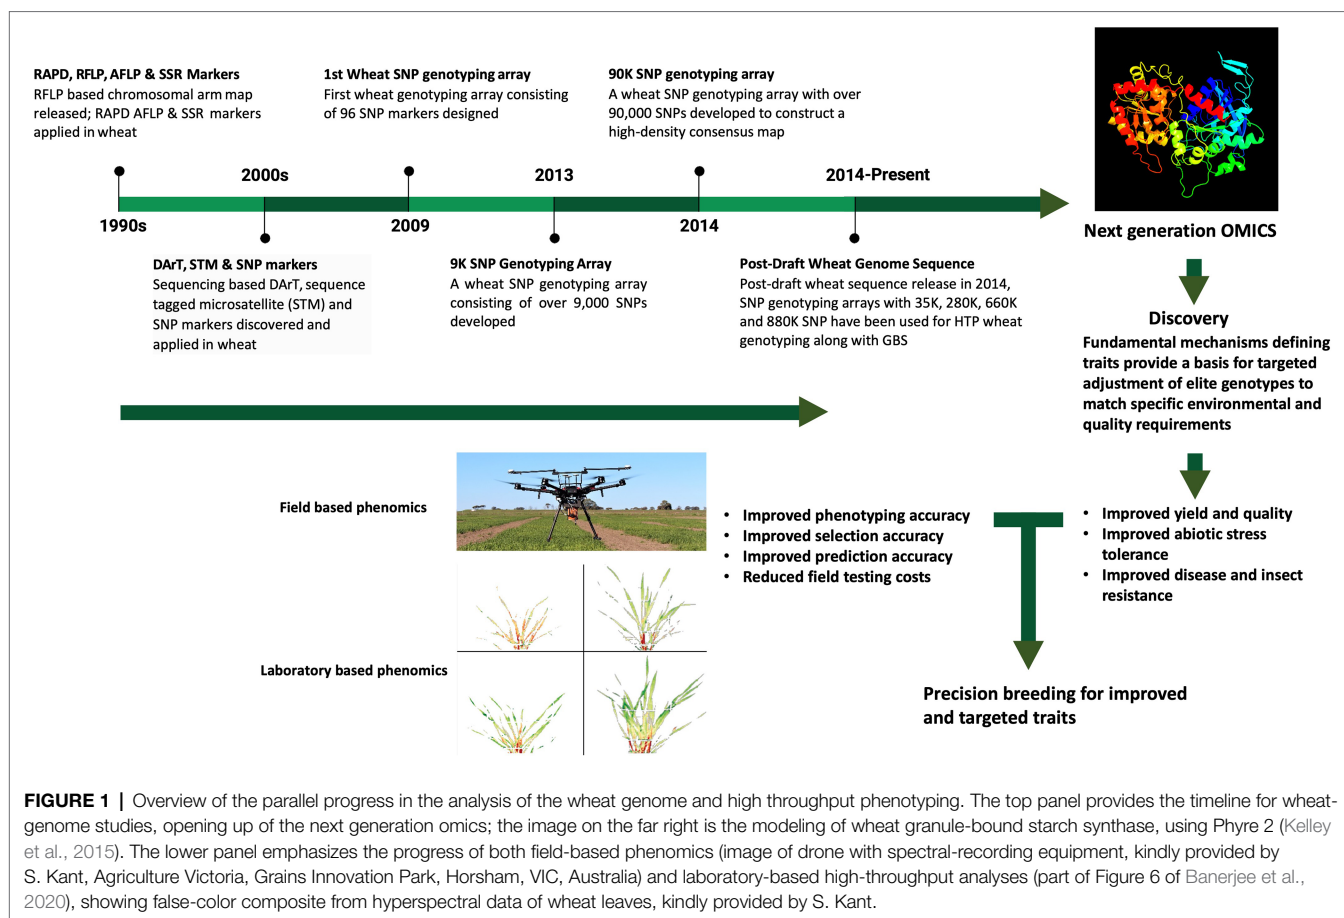 RAPD, RFLP, AFLP & SSR Markers
RFLP based chromosomal arm map
released; RAPD AFLP & SSR markers
applied in wheat
1st Wheat SNP genotyping array
First wheat genotyping array consisting
of 96 SNP markers designed
90K SNP genotyping array
A wheat SNP genotyping array with over
90,000 SNPs developed to construct a
high-density consensus map
2000s
2013
2014-Present
1990s
2009
2014
DArT, STM & SNP markers
Sequencing based DArT, sequence
tagged microsatellite (STM) and
SNP markers discovered and
applied in wheat
9K SNP Genotyping Array
A wheat SNP genotyping array
consisting of over 9,000 SNPs
developed
Post-Draft Wheat Genome Sequence
Post-draft wheat sequence release in 2014,
SNP genotyping arrays with 35K, 280K, 660K
and 880K SNP have been used for HTP wheat
genotyping along with GBS
Next generation OMICS
Discovery
Fundamental mechanisms defining
traits provide a basis for targeted
adjustment of elite genotypes to
match specific environmental and
quality requirements
Field based phenomics
Laboratory based phenomics
• Improved phenotyping accuracy
• Improved selection accuracy
• Improved prediction accuracy
• Reduced field testing costs
• Improved yield and quality
• Improved abiotic stress
tolerance
• Improved disease and insect
resistance
Precision breeding for improved
and targeted traits
FIGURE 1 | Overview of the parallel progress in the analysis of the wheat genome and high throughput phenotyping. The top panel provides the timeline for wheat-
genome studies, opening up of the next generation omics; the image on the far right is the modeling of wheat granule-bound starch synthase, using Phyre 2 (Kelley
et al., 2015). The lower panel emphasizes the progress of both field-based phenomics (image of drone with spectral-recording equipment, kindly provided by
S. Kant, Agriculture Victoria, Grains Innovation Park, Horsham, VIC, Australia) and laboratory-based high-throughput analyses (part of Figure 6 of Banerjee et al.,
2020), showing false-color composite from hyperspectral data of wheat leaves, kindly provided by S. Kant.